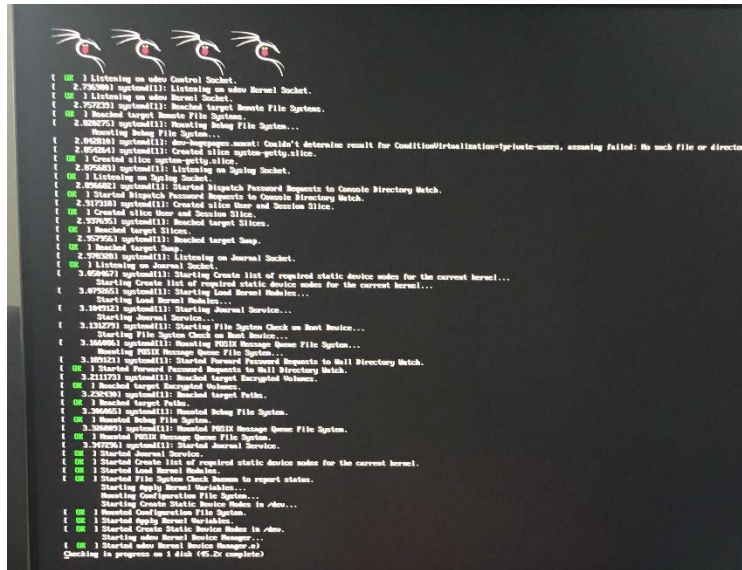 [ OK ] Listening on udev Control Socket.
[ 2.736900] systemd[1]: Listening on udev Kernel Socket.
[ OK ] Listening on udev Kernel Socket.
[ 2.757239] systemd[1]: Reached target Remote File Systems.
[ OK ] Reached target Remote File Systems.
[ 2.820275] systemd[1]: Mounting Debug File System...
Mounting Debug File System...
[ 2.842810] systemd[1]: dev-hugepages.mount: Couldn't determine result for ConditionVirtualization=!private-users, assuming failed: No such file or directo
[ 2.854264] systemd[1]: Created slice system-getty.slice.
[ OK ] Created slice system-getty.slice.
[ 2.875683] systemd[1]: Listening on Syslog Socket.
[ OK ] Listening on Syslog Socket.
[ 2.896602] systemd[1]: Started Dispatch Password Requests to Console Directory Watch.
[ OK ] Started Dispatch Password Requests to Console Directory Watch.
[ 2.917310] systemd[1]: Created slice User and Session Slice.
[ OK ] Created slice User and Session Slice.
[ 2.937695] systemd[1]: Reached target Slices.
[ OK ] Reached target Slices.
[ 2.957956] systemd[1]: Reached target Swap.
[ OK ] Reached target Swap.
[ 2.978328] systemd[1]: Listening on Journal Socket.
[ OK ] Listening on Journal Socket.
[ 3.050467] systemd[1]: Starting Create list of required static device nodes for the current kernel...
Starting Create list of required static device nodes for the current kernel...
[ 3.079265] systemd[1]: Starting Load Kernel Modules...
Starting Load Kernel Modules...
[ 3.104912] systemd[1]: Starting Journal Service...
Starting Journal Service...
[ 3.131279] systemd[1]: Starting File System Check on Root Device...
Starting File System Check on Root Device...
[ 3.166006] systemd[1]: Mounting POSIX Message Queue File System...
Mounting POSIX Message Queue File System...
[ 3.189121] systemd[1]: Started Forward Password Requests to Wall Directory Watch.
[ OK ] Started Forward Password Requests to Wall Directory Watch.
[ 3.211173] systemd[1]: Reached target Encrypted Volumes.
[ OK ] Reached target Encrypted Volumes.
[ 3.232430] systemd[1]: Reached target Paths.
[ OK ] Reached target Paths.
[ 3.306065] systemd[1]: Mounted Debug File System.
[ OK ] Mounted Debug File System.
[ 3.326809] systemd[1]: Mounted POSIX Message Queue File System.
[ OK ] Mounted POSIX Message Queue File System.
[ 3.347296] systemd[1]: Started Journal Service.
[ OK ] Started Journal Service.
[ OK ] Started Create list of required static device nodes for the current kernel.
[ OK ] Started Load Kernel Modules.
[ OK ] Started File System Check Daemon to report status.
Starting Apply Kernel Variables...
Mounting Configuration File System...
Starting Create Static Device Nodes in /dev...
[ OK ] Mounted Configuration File System.
[ OK ] Started Apply Kernel Variables.
[ OK ] Started Create Static Device Nodes in /dev.
Starting udev Kernel Device Manager...
[ OK ] Started udev Kernel Device Manager.e)
Checking in progress on 1 disk (45.2% complete)